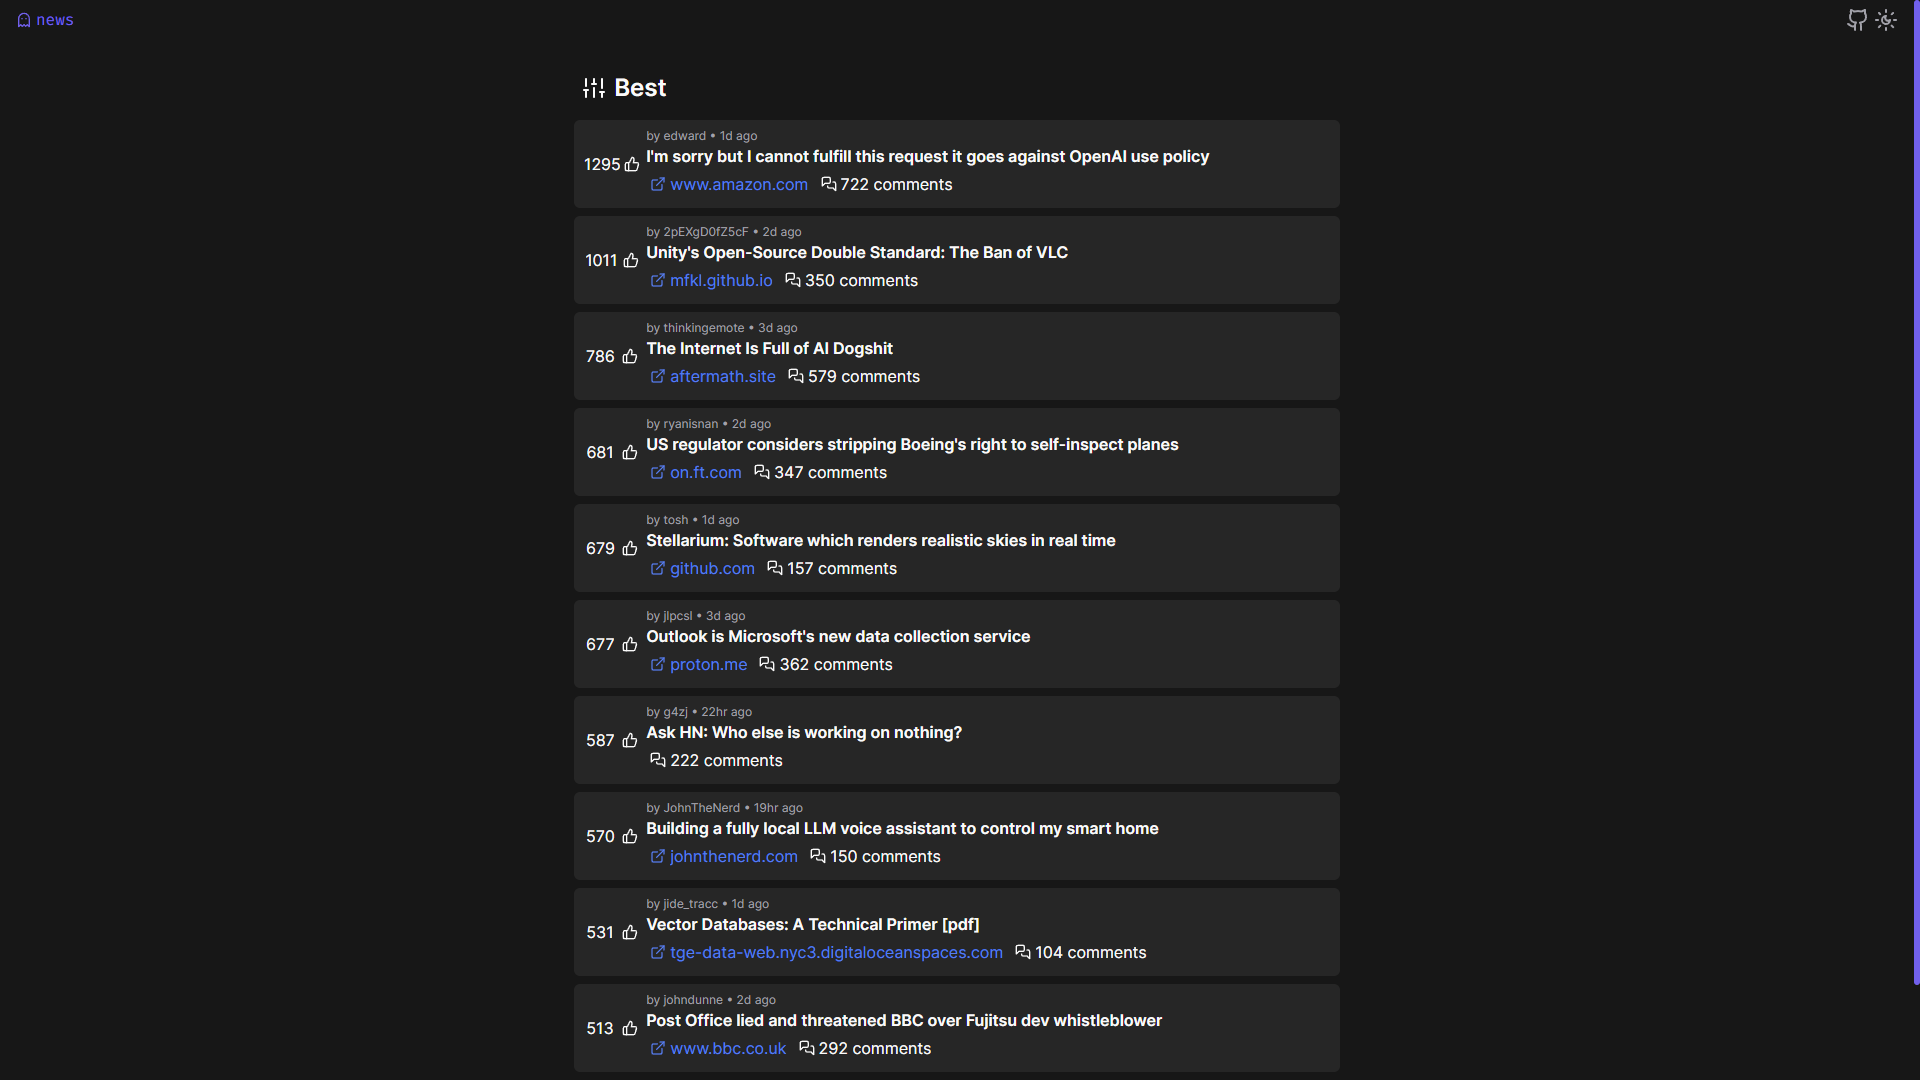 news
Best
by edward • 1d ago
1295 I'm sorry but I cannot fulfill this request it goes against OpenAI use policy
www.amazon.com 722 comments
by 2pEXgD0fZ5cF • 2d ago
1011 Unity's Open-Source Double Standard: The Ban of VLC
mfkl.github.io 350 comments
by thinkingemote • 3d ago
786 The Internet Is Full of AI Dogshit
aftermath.site 579 comments
by ryanisnan • 2d ago
681 US regulator considers stripping Boeing's right to self-inspect planes
on.ft.com 347 comments
by tosh • 1d ago
679 Stellarium: Software which renders realistic skies in real time
github.com 157 comments
by jlpcsl • 3d ago
677 Outlook is Microsoft's new data collection service
proton.me 362 comments
by g4zj • 22hr ago
587 Ask HN: Who else is working on nothing?
222 comments
by JohnTheNerd • 19hr ago
570 Building a fully local LLM voice assistant to control my smart home
johnthenerd.com 150 comments
by jide_tracc • 1d ago
531 Vector Databases: A Technical Primer [pdf]
tge-data-web.nyc3.digitaloceanspaces.com 104 comments
by johndunne • 2d ago
513 Post Office lied and threatened BBC over Fujitsu dev whistleblower
www.bbc.co.uk 292 comments